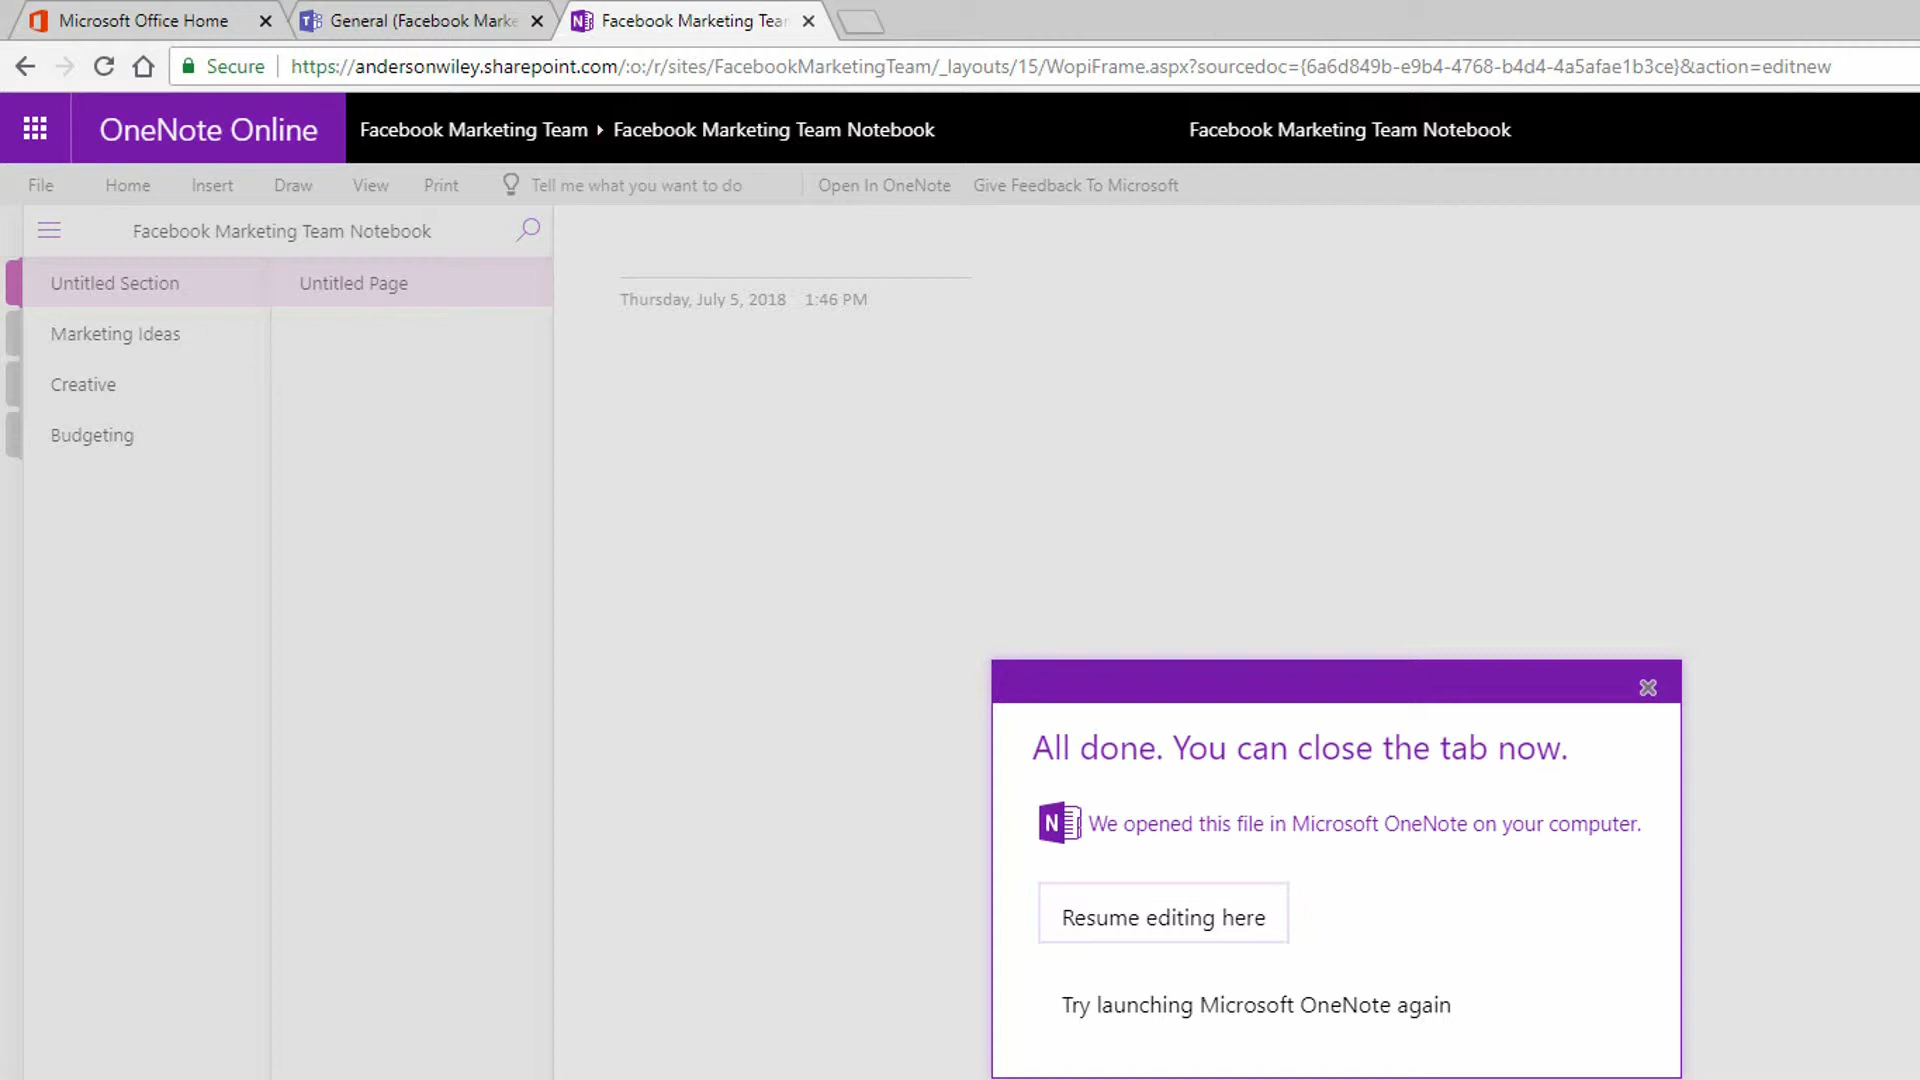 Microsoft Office Home
General (Facebook Marke
Facebook Marketing Tea
Secure
https://andersonwiley.sharepoint.com/:o:/r/sites/FacebookMarketingTeam/_layouts/15/WopiFrame.aspx?sourcedoc={6a6d849b-e9b4-4768-b4d4-4a5afae1b3ce}&action=editnew
OneNote Online
Facebook Marketing Team
Facebook Marketing Team Notebook
Facebook Marketing Team Notebook
File Home Insert Draw View Print Tell me what you want to do Open In OneNote Give Feedback To Microsoft
Facebook Marketing Team Notebook
Untitled Section
Untitled Page
Marketing Ideas
Creative
Budgeting
Thursday, July 5, 2018 1:46 PM
All done. You can close the tab now.
N
We opened this file in Microsoft OneNote on your computer.
Resume editing here
Try launching Microsoft OneNote again